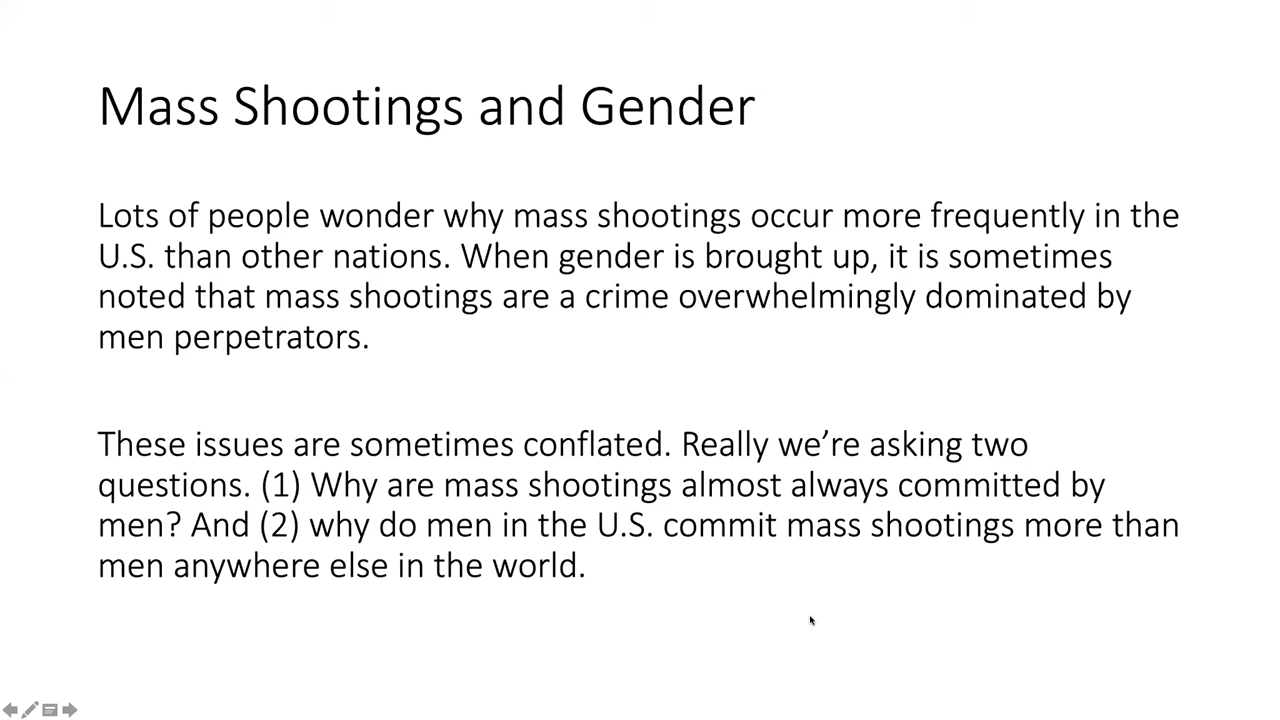 Mass Shootings and Gender
Lots of people wonder why mass shootings occur more frequently in the
U.S. than other nations. When gender is brought up, it is sometimes
noted that mass shootings are a crime overwhelmingly dominated by
men perpetrators.
These issues are sometimes conflated. Really we’re asking two
questions. (1) Why are mass shootings almost always committed by
men? And (2) why do men in the U.S. commit mass shootings more than
men anywhere else in the world.